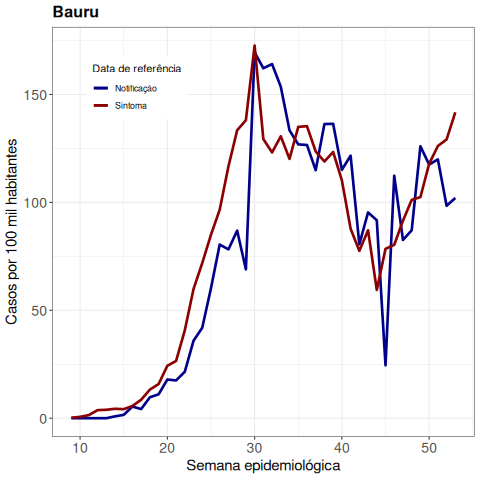 Bauru
Data de referência
Notificação
Sintoma
Casos por 100 mil habitantes
150
100
50
0
10 20 30 40 50
Semana epidemiológica